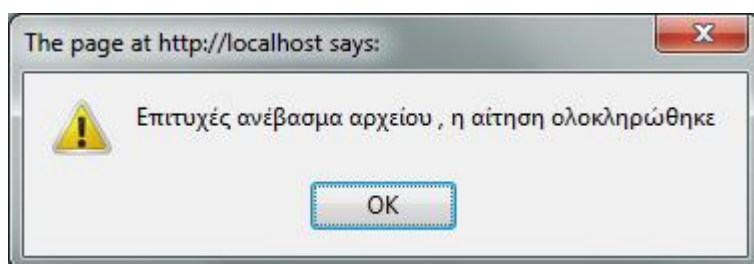 The page at http://localhost says:
Επιτυχές ανέβασμα αρχείου , η αίτηση ολοκληρώθηκε
OK